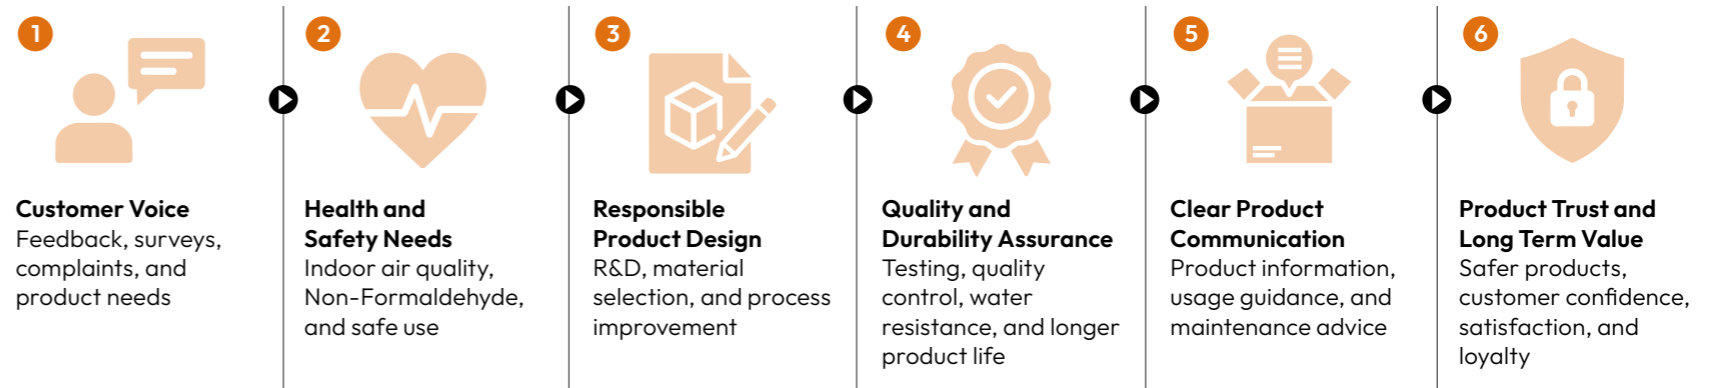 1
Customer Voice
Feedback, surveys,
complaints, and
product needs
2
Health and
Safety Needs
Indoor air quality,
Non-Formaldehyde,
and safe use
3
Responsible
Product Design
R&D, material
selection, and process
improvement
4
Quality and
Durability Assurance
Testing, quality
control, water
resistance, and longer
product life
5
Clear Product
Communication
Product information,
usage guidance, and
maintenance advice
6
Product Trust and
Long Term Value
Safer products,
customer confidence,
satisfaction, and
loyalty